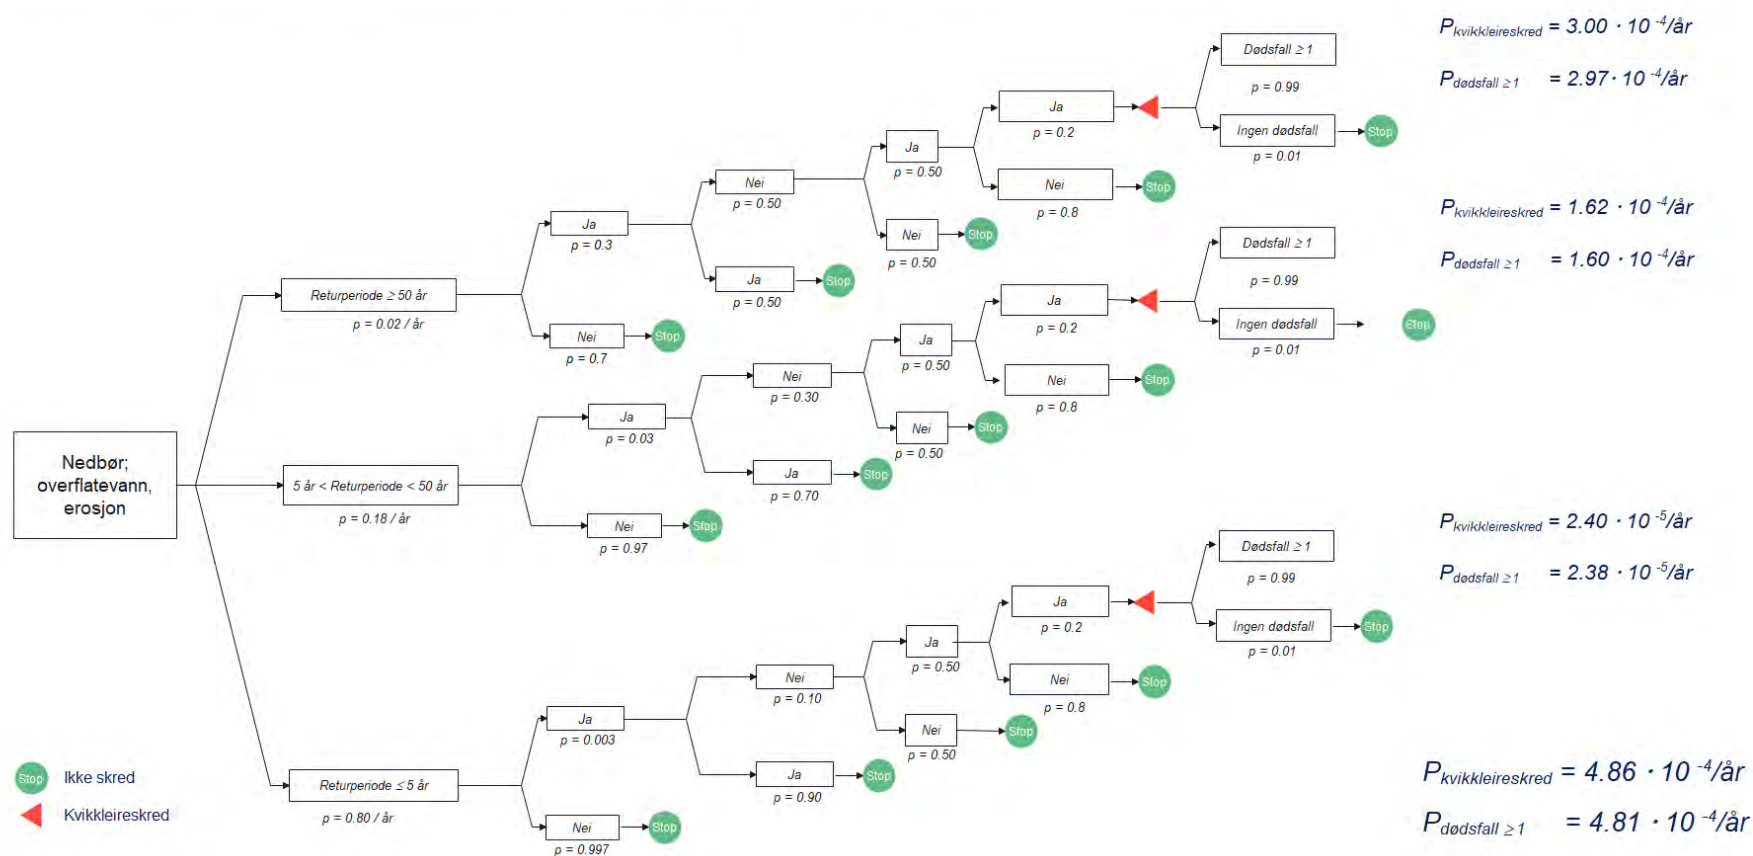 Nedbør;
overflatevann,
erosjon
Returperiode ≥ 50 år
p = 0.02 / år
Ja
p = 0.3
Nei
p = 0.7
Stop
Nei
p = 0.50
Ja
p = 0.50
Stop
Ja
p = 0.50
Nei
p = 0.50
Stop
Ja
p = 0.2
Nei
p = 0.8
Stop
Dødsfall ≥ 1
p = 0.99
Ingen dødsfall
p = 0.01
Stop
P kvikkleireskred = 3.00 · 10 -4/år
P dødsfall ≥ 1 = 2.97 · 10 -4/år
5 år < Returperiode < 50 år
p = 0.18 / år
Ja
p = 0.03
Nei
p = 0.97
Stop
Nei
p = 0.30
Ja
p = 0.70
Stop
Ja
p = 0.50
Nei
p = 0.50
Stop
Ja
p = 0.2
Nei
p = 0.8
Stop
Dødsfall ≥ 1
p = 0.99
Ingen dødsfall
p = 0.01
Stop
P kvikkleireskred = 1.62 · 10 -4/år
P dødsfall ≥ 1 = 1.60 · 10 -4/år
Returperiode ≤ 5 år
p = 0.80 / år
Ja
p = 0.003
Nei
p = 0.997
Stop
Nei
p = 0.10
Ja
p = 0.90
Stop
Ja
p = 0.50
Nei
p = 0.50
Stop
Ja
p = 0.2
Nei
p = 0.8
Stop
Dødsfall ≥ 1
p = 0.99
Ingen dødsfall
p = 0.01
Stop
P kvikkleireskred = 2.40 · 10 -5/år
P dødsfall ≥ 1 = 2.38 · 10 -5/år
Stop Ikke skred
Kvikkleireskred
P kvikkleireskred = 4.86 · 10 -4/år
P dødsfall ≥ 1 = 4.81 · 10 -4/år